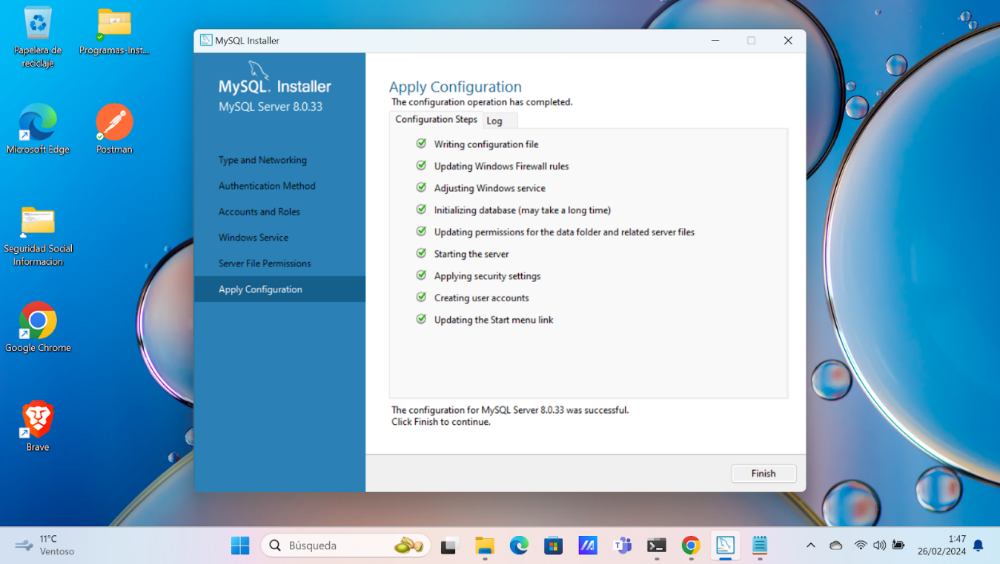 Papelera de
reciclaje
Programas-Inst...
Microsoft Edge
Postman
Seguridad Social
Informacion
Google Chrome
Brave
MySQL Installer
MySQL. Installer
MySQL Server 8.0.33
Type and Networking
Authentication Method
Accounts and Roles
Windows Service
Server File Permissions
Apply Configuration
Apply Configuration
The configuration operation has completed.
Configuration Steps Log
Writing configuration file
Updating Windows Firewall rules
Adjusting Windows service
Initializing database (may take a long time)
Updating permissions for the data folder and related server files
Starting the server
Applying security settings
Creating user accounts
Updating the Start menu link
The configuration for MySQL Server 8.0.33 was successful.
Click Finish to continue.
Finish
11°C
Ventoso
Búsqueda
1:47
26/02/2024